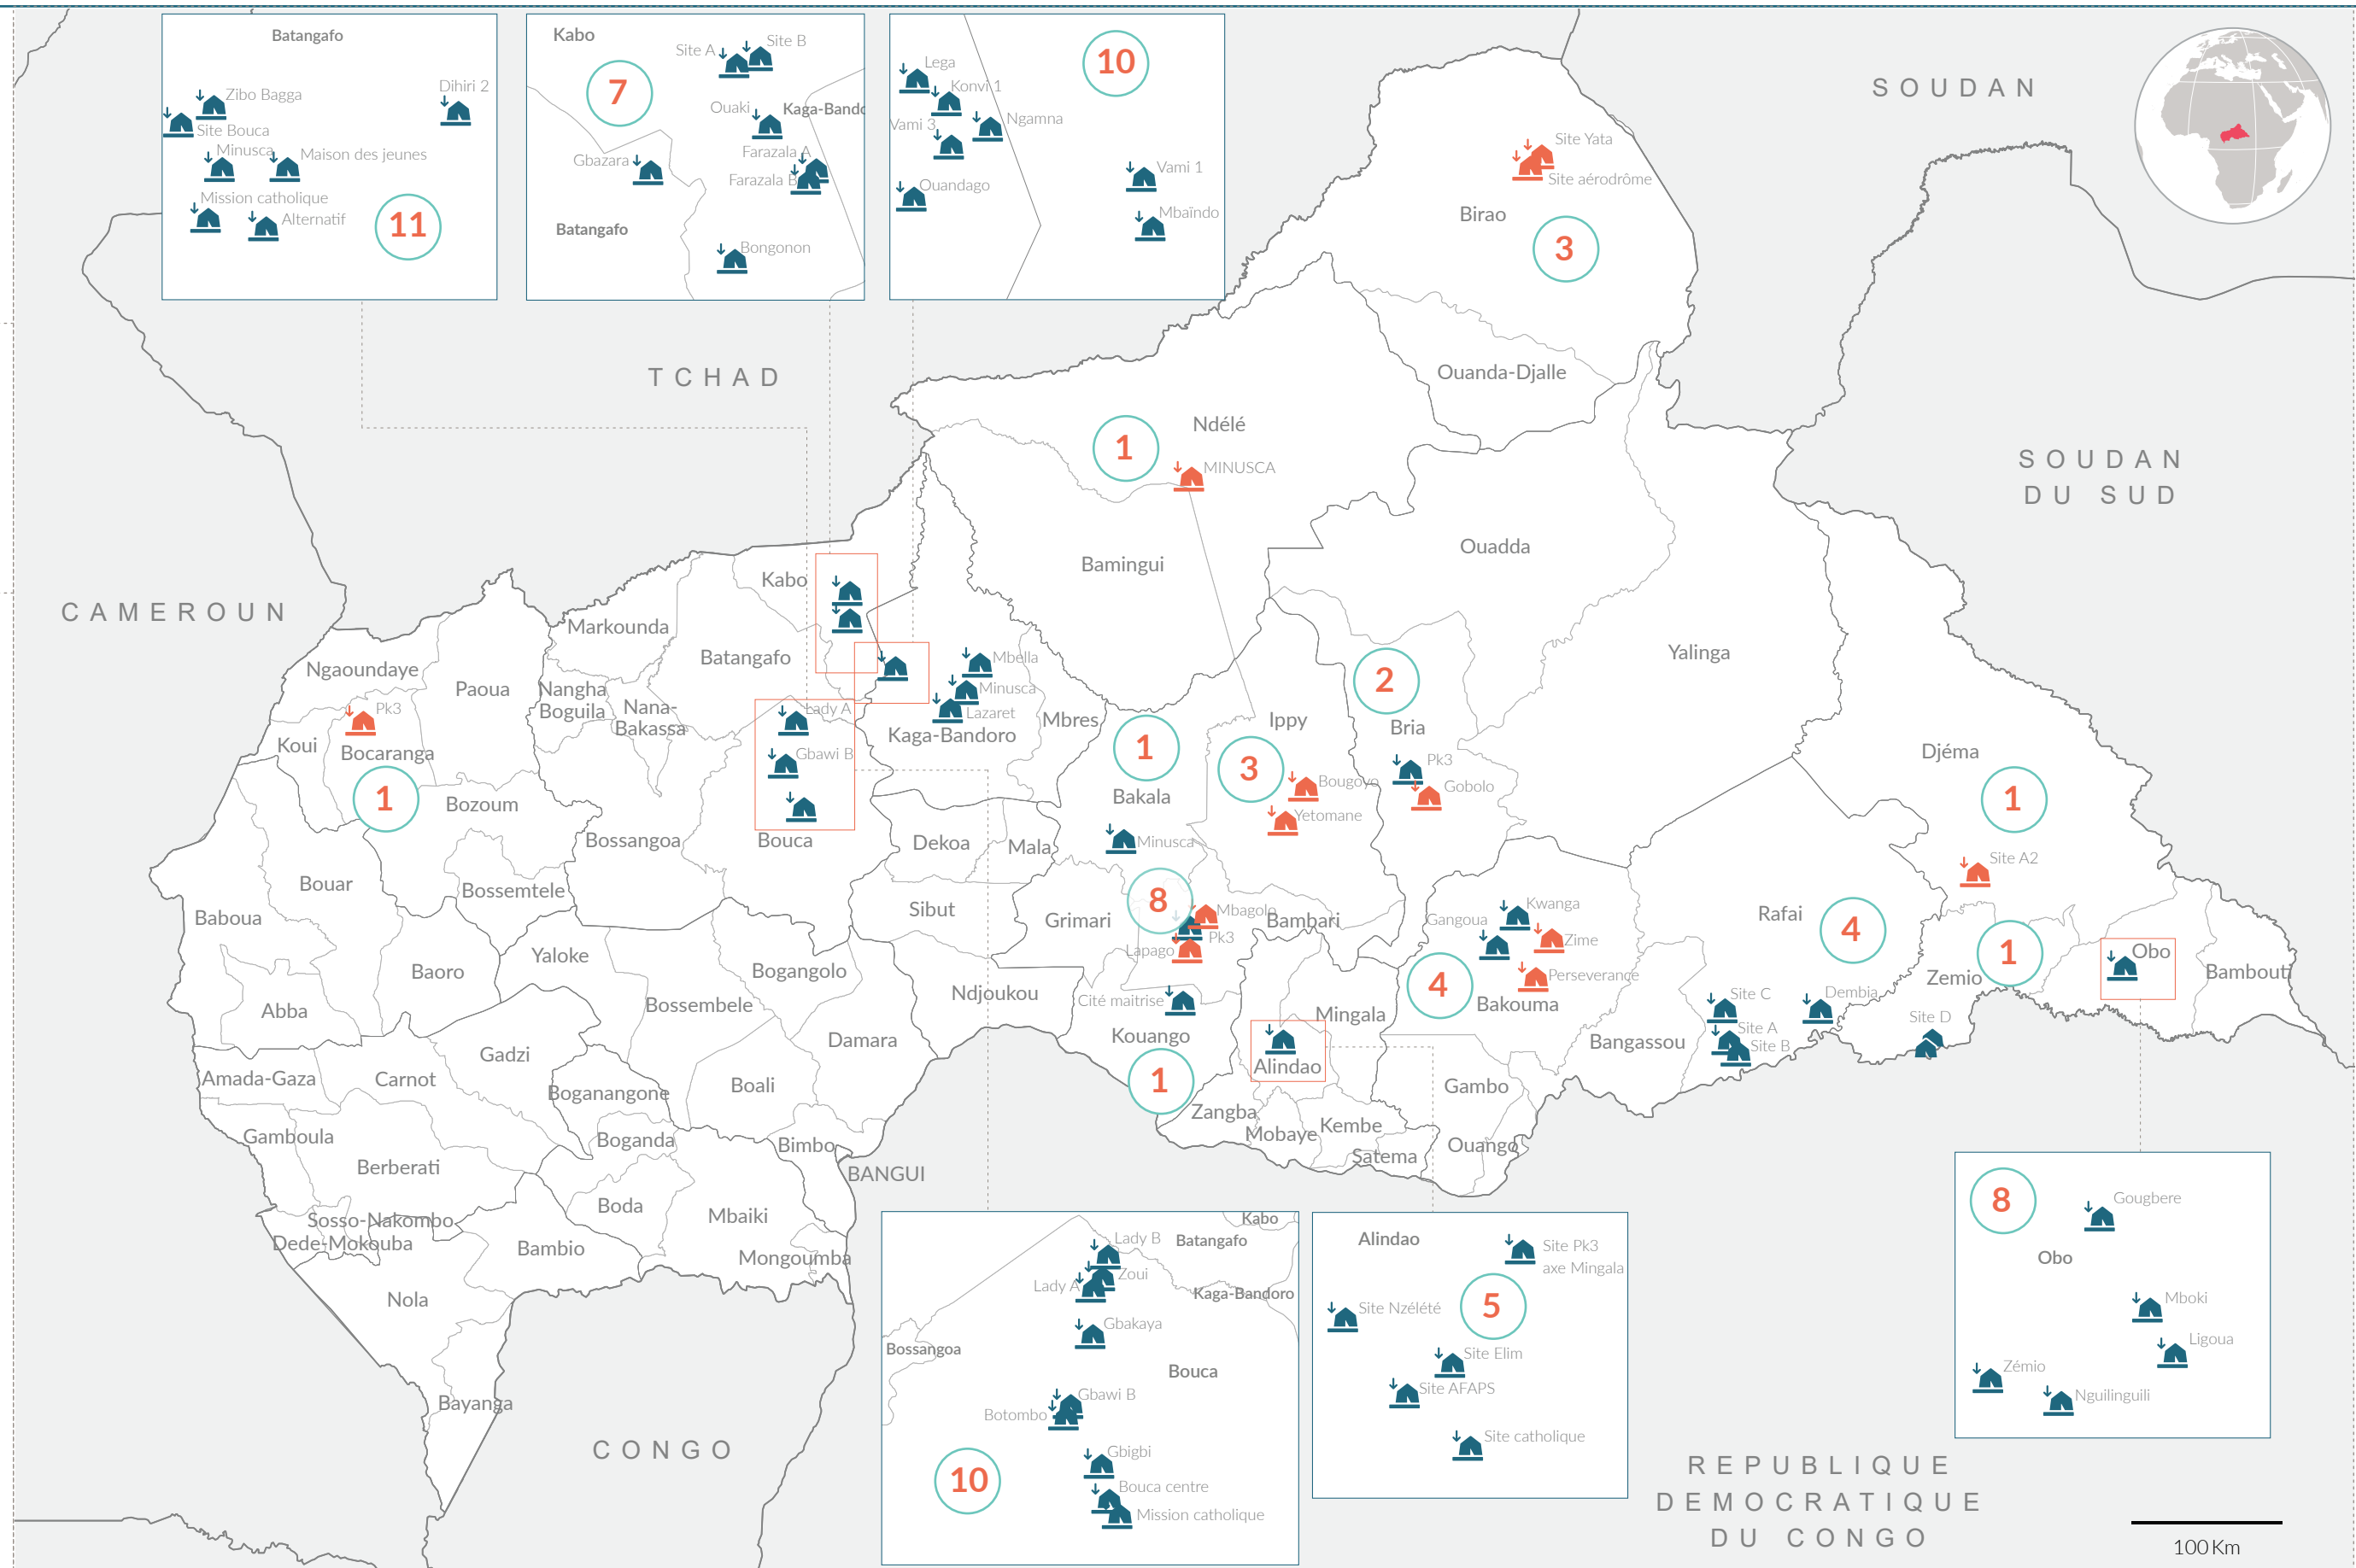 Batangafo
Zibo Bagga
Dihiri 2
Site Bouca
Minusca
Maison des jeunes
Mission catholique
Alternatif
11
Kabo
7
Site A
Site B
Ouaki
Gbazara
Farazala A
Farazala B
Batangafo
Bongonon
10
Lega
Konvi 1
Vami 3
Ngamna
Ouandago
Vami 1
Mbaïndo
SOUDAN
Site Yata
Site aérodrôme
Birao
3
TCHAD
Ouanda-Djalle
Ndélé
1
MINUSCA
SOUDAN
DU SUD
Ouadda
Bamingui
Kabo
CAMEROUN
Markounda
Batangafo
Ngaoundaye
Paoua
Nangha
Boguila
Nana-
Bakassa
Mbella
Minusca
Lazaret
Kaga-Bandoro
Mbres
Yalinga
2
Bria
Pk3
Gobolo
Pk3
Koui
Bocaranga
1
Bozoum
Lady A
Gbawi B
Bouca
Bossangoa
1
Bakala
Minusca
Ippy
3
Bougoyo
Yetomane
Djéma
1
Site A2
Dekoa
Mala
Bouar
Bossemtele
Baboua
Sibut
Grimari
8
Mbagolo
Pk3
Lapago
Bambari
Gangoua
Kwanga
Zime
Perseverance
4
Bakouma
Rafai
4
1
Zemio
Obo
Bambouti
Yaloke
Baoro
Bogangolo
Bossembele
Abba
Ndjoukou
Cité maitrise
Kouango
1
Mingala
Alindao
Site C
Site A
Site B
Dembia
Site D
Bangassou
Damara
Gadzi
Amada-Gaza
Carnot
Boganangone
Boali
Gambo
Zangba
Mobaye
Kembe
Satema
Ouango
Gamboula
Boganda
Bimbo
Berberati
BANGUI
Boda
Mbaiki
Sosso-Nakombo
Dede-Mokouba
Bambio
Mongoumba
Nola
Bayanga
CONGO
Kabo
Lady B
Batangafo
Zoui
Lady A
Kaga-Bandoro
Gbakaya
Bossangoa
Bouca
Gbawi B
Botombo
Gbigbi
10
Bouca centre
Mission catholique
Alindao
Site Pk3
axe Mingala
5
Site Nzélété
Site Elim
Site AFAPS
Site catholique
8
Gougbere
Obo
Mboki
Ligoua
Zémio
Nguilinguili
REPUBLIQUE
DEMOCRATIQUE
DU CONGO
100 Km